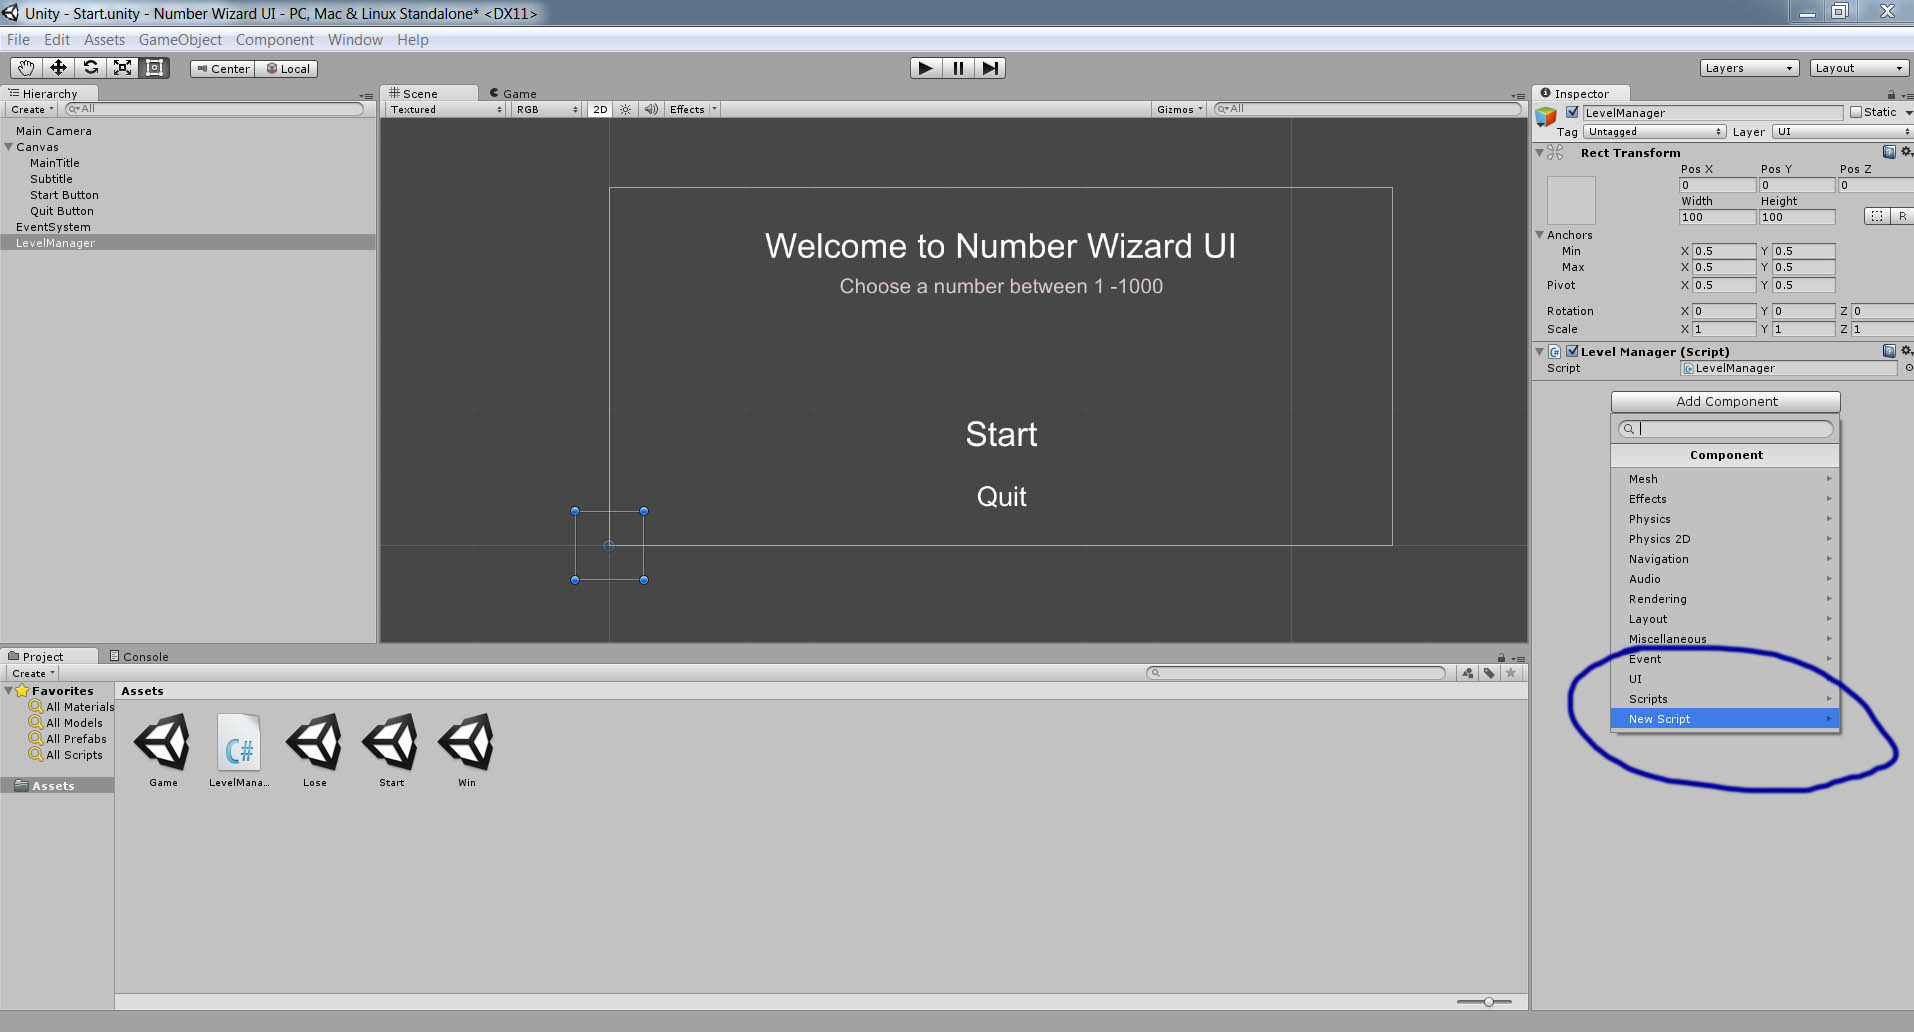 Unity - Start.unity - Number Wizard UI - PC, Mac & Linux Standalone* <DX11>
File Edit Assets GameObject Component Window Help
Center Local Layers Layout
Hierarchy
Create All
Main Camera
Canvas
MainTitle
Subtitle
Start Button
Quit Button
EventSystem
LevelManager
Scene Game
Textured RGB 2D Effects Gizmos All
Welcome to Number Wizard UI
Choose a number between 1 -1000
Start
Quit
Inspector
LevelManager Static
Tag Untagged Layer UI
Rect Transform
Pos X Pos Y Pos Z
0 0 0
Width Height
100 100 R
Anchors
Min X 0.5 Y 0.5
Max X 0.5 Y 0.5
Pivot X 0.5 Y 0.5
Rotation X 0 Y 0 Z 0
Scale X 1 Y 1 Z 1
C# Level Manager (Script)
Script LevelManager
Add Component
Component
Mesh
Effects
Physics
Physics 2D
Navigation
Audio
Rendering
Layout
Miscellaneous
Event
UI
Scripts
New Script
Project Console
Create
Favorites
All Materials
All Models
All Prefabs
All Scripts
Assets
Assets
C#
Game LevelMana... Lose Start Win